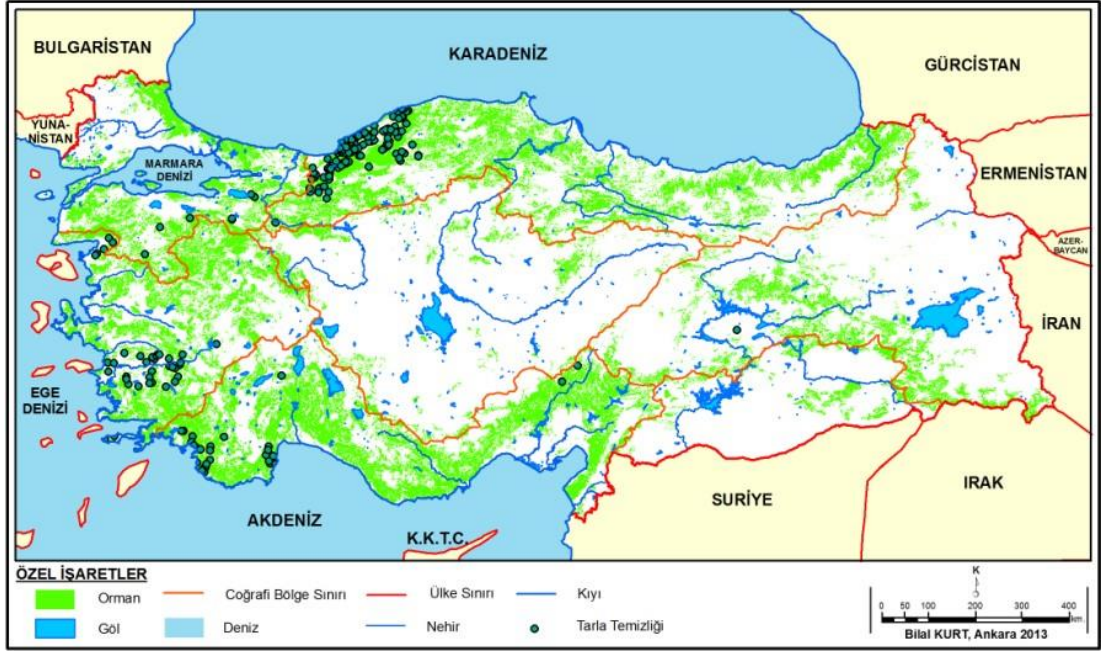 BULGARİSTAN
KARADENİZ
GÜRCİSTAN
YUNA-
NİSTAN
MARMARA
DENİZİ
ERMENİSTAN
AZER-
BAYCAN
İRAN
EGE
DENİZİ
AKDENİZ
K.K.T.C.
SURİYE
IRAK
ÖZEL İŞARETLER
Orman
Coğrafi Bölge Sınırı
Ülke Sınırı
Kıyı
Göl
Deniz
Nehir
Tarla Temizliği
K
0 50 100 200 300 400
km.
Bilal KURT, Ankara 2013